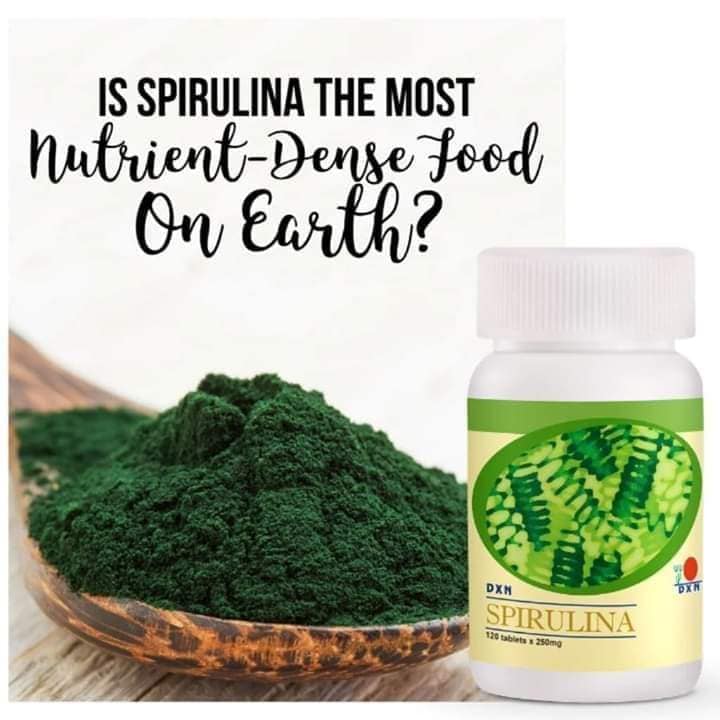 IS SPIRULINA THE MOST
Nutrient-Dense Food
On Earth?
DXN
DXN
SPIRULINA
120 tablets x 250mg